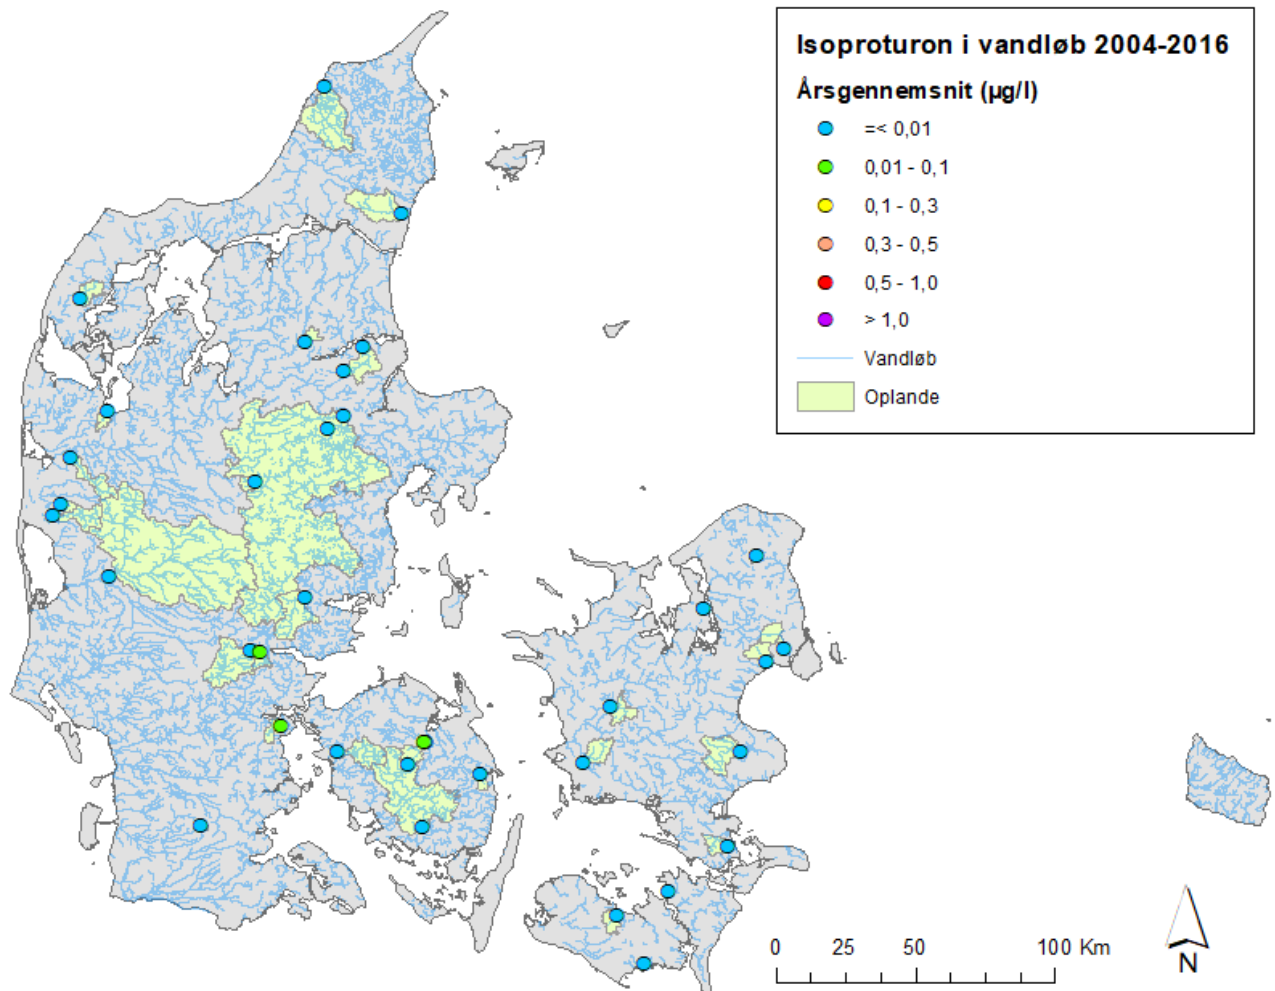 Isoproturon i vandløb 2004-2016
Årsgennemsnit (µg/l)
=< 0,01
0,01 - 0,1
0,1 - 0,3
0,3 - 0,5
0,5 - 1,0
> 1,0
Vandløb
Oplande
0 25 50 100 Km
N